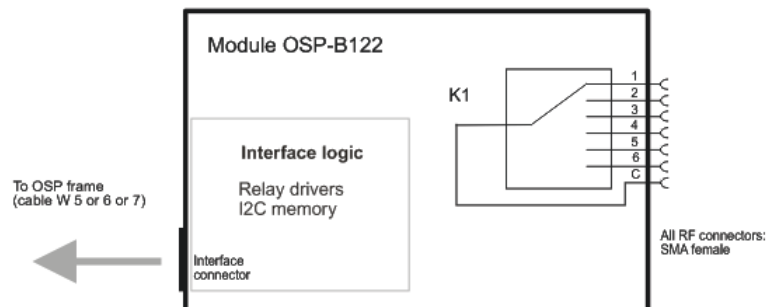 Module OSP-B122
K1
1
2
3
4
5
6
C
Interface logic
Relay drivers
I2C memory
To OSP frame
(cable W 5 or 6 or 7)
Interface
connector
All RF connectors:
SMA female